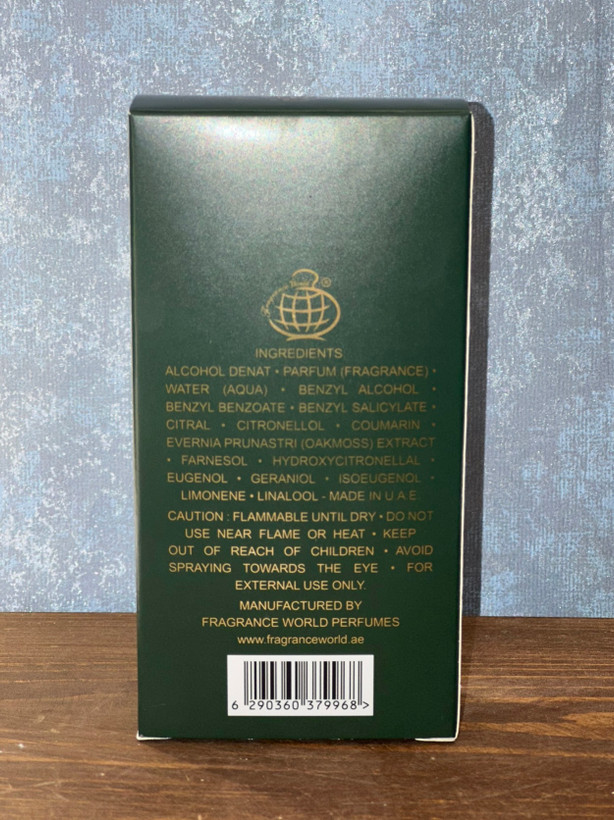 Fragrance World ®
INGREDIENTS
ALCOHOL DENAT • PARFUM (FRAGRANCE) •
WATER (AQUA) • BENZYL ALCOHOL •
BENZYL BENZOATE • BENZYL SALICYLATE •
CITRAL • CITRONELLOL • COUMARIN •
EVERNIA PRUNASTRI (OAKMOSS) EXTRACT
• FARNESOL • HYDROXYCITRONELLAL •
EUGENOL • GERANIOL • ISOEUGENOL •
LIMONENE • LINALOOL - MADE IN U.A.E.
CAUTION : FLAMMABLE UNTIL DRY • DO NOT
USE NEAR FLAME OR HEAT • KEEP
OUT OF REACH OF CHILDREN • AVOID
SPRAYING TOWARDS THE EYE • FOR
EXTERNAL USE ONLY.
MANUFACTURED BY
FRAGRANCE WORLD PERFUMES
www.fragranceworld.ae
6 290360 379968 >